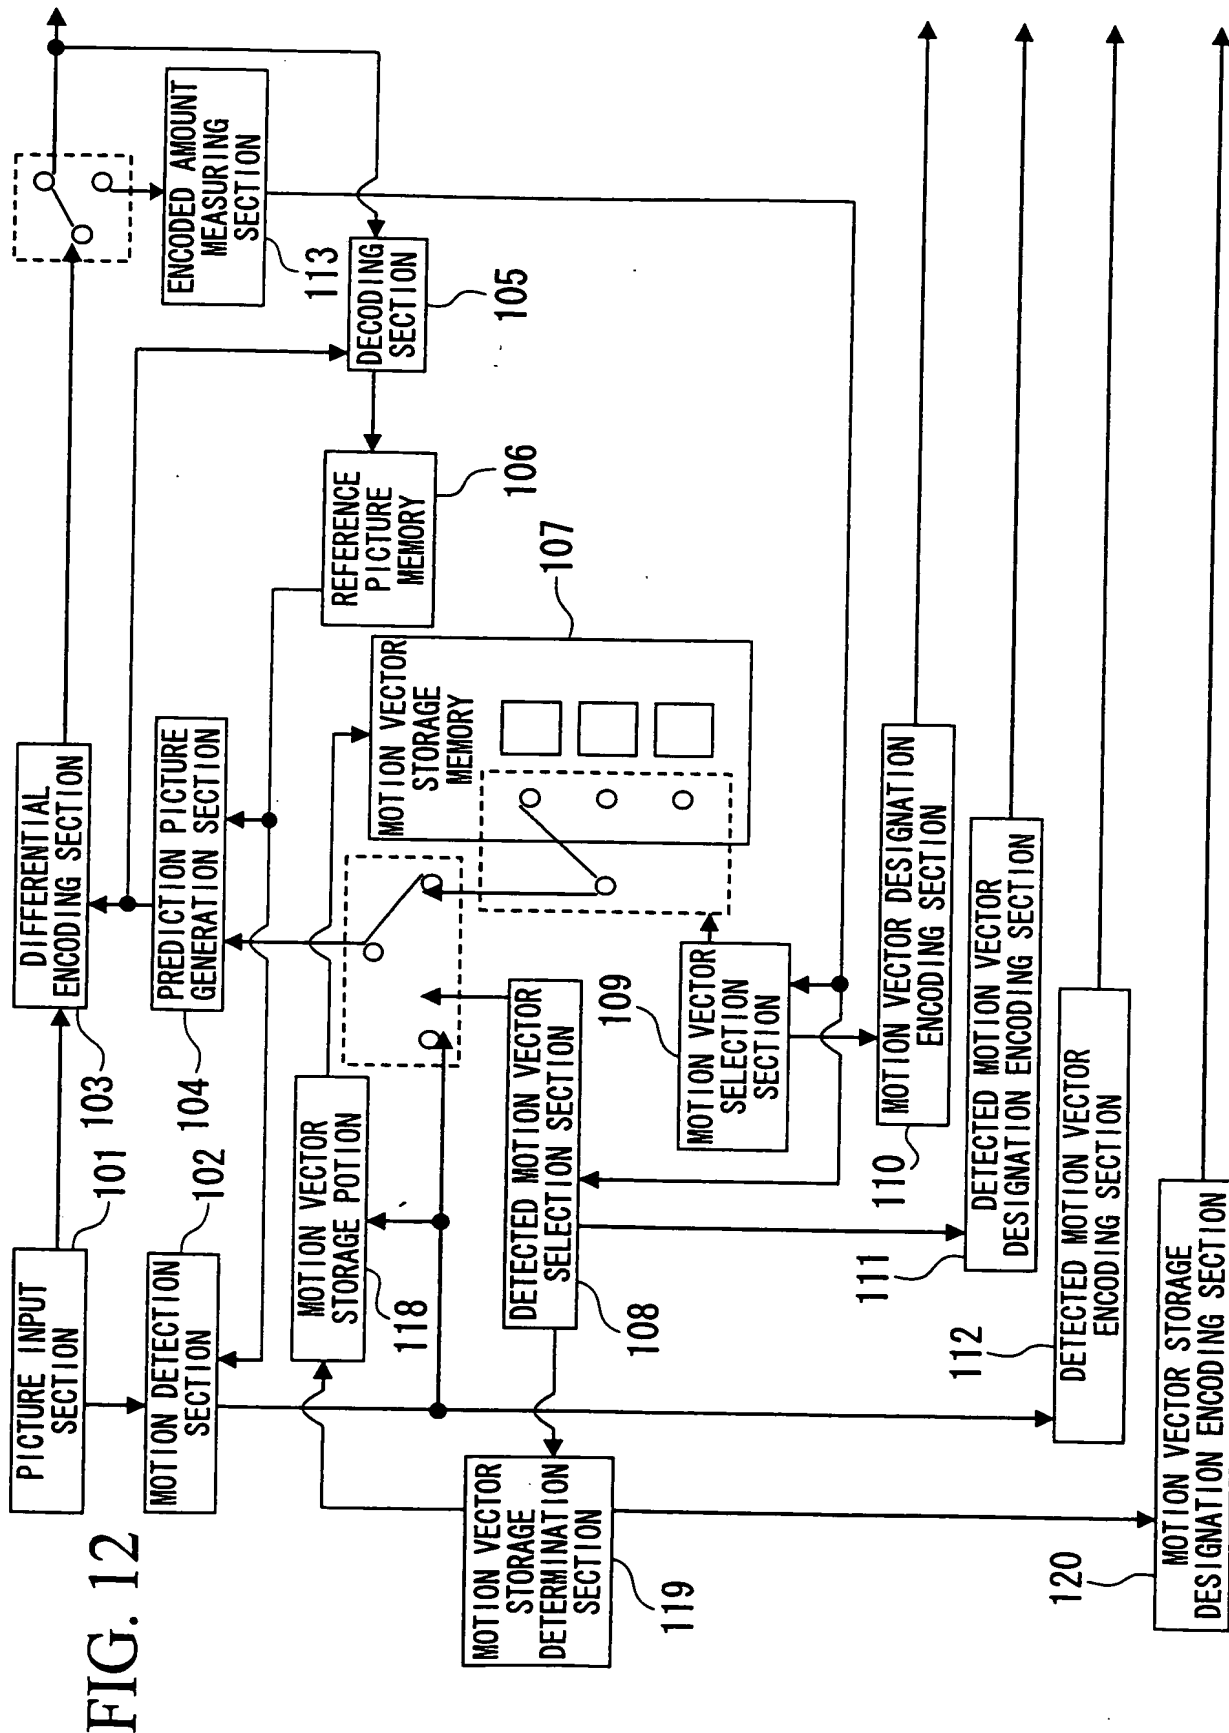 FIG. 12
PICTURE INPUT
SECTION
101
DIFFERENTIAL
ENCODING SECTION
103
MOTION DETECTION
SECTION
102
PREDICTION PICTURE
GENERATION SECTION
104
ENCODED AMOUNT
MEASURING
SECTION
113
DECODING
SECTION
105
REFERENCE
PICTURE
MEMORY
106
MOTION VECTOR
STORAGE POTION
118
MOTION VECTOR
STORAGE
MEMORY
107
MOTION VECTOR
STORAGE
DETERMINATION
SECTION
119
DETECTED MOTION VECTOR
SELECTION SECTION
108
MOTION VECTOR
SELECTION
SECTION
109
MOTION VECTOR DESIGNATION
ENCODING SECTION
110
DETECTED MOTION VECTOR
DESIGNATION ENCODING SECTION
111
DETECTED MOTION VECTOR
ENCODING SECTION
112
MOTION VECTOR STORAGE
DESIGNATION ENCODING SECTION
120